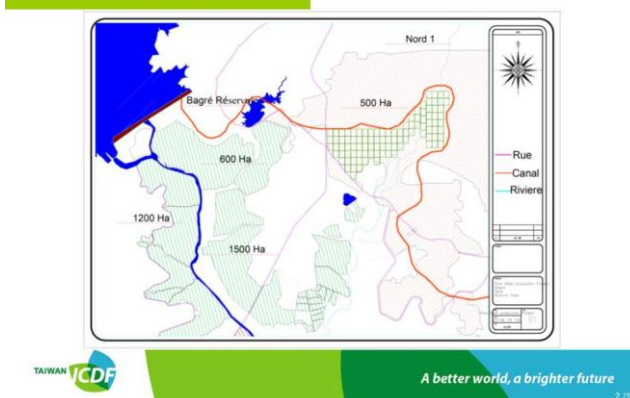 Nord 1
Bagré Réservoir
500 Ha
600 Ha
1200 Ha
1500 Ha
Rue
Canal
Riviere
TAIWAN ICDF
A better world, a brighter future